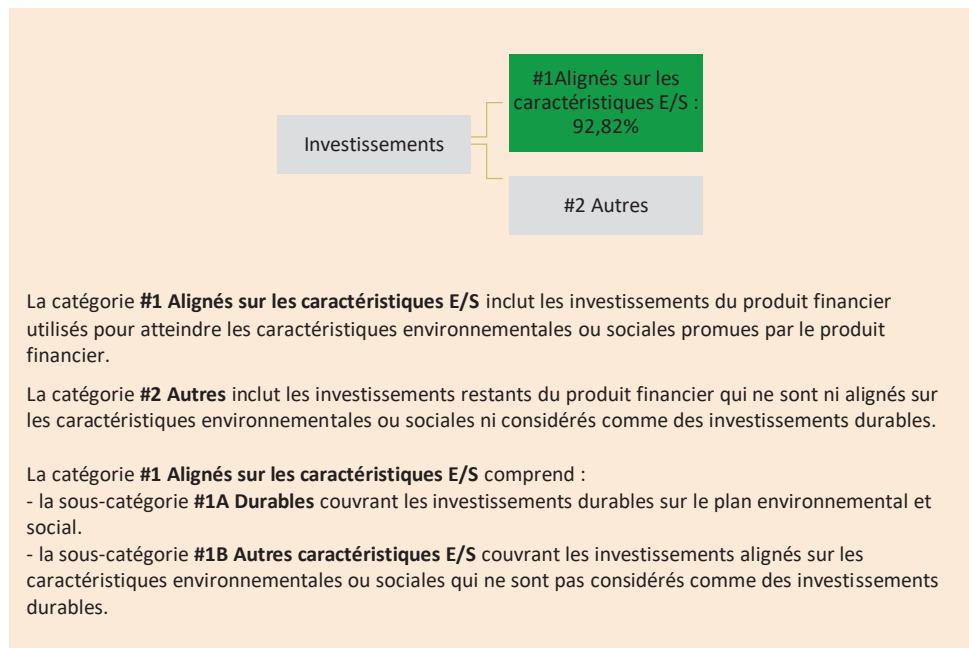 #1Alignés sur les
caractéristiques E/S :
92,82%
Investissements
#2 Autres
La catégorie #1 Alignés sur les caractéristiques E/S inclut les investissements du produit financier
utilisés pour atteindre les caractéristiques environnementales ou sociales promues par le produit
financier.
La catégorie #2 Autres inclut les investissements restants du produit financier qui ne sont ni alignés sur
les caractéristiques environnementales ou sociales ni considérés comme des investissements durables.
La catégorie #1 Alignés sur les caractéristiques E/S comprend :
- la sous-catégorie #1A Durables couvrant les investissements durables sur le plan environnemental et
social.
- la sous-catégorie #1B Autres caractéristiques E/S couvrant les investissements alignés sur les
caractéristiques environnementales ou sociales qui ne sont pas considérés comme des investissements
durables.